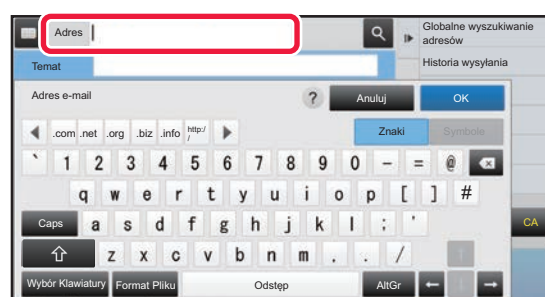 Adres
Globalne wyszukiwanie
adresów
Temat
Historia wysyłania
Adres e-mail
?
Anuluj
OK
.com .net .org .biz .info http:/
/
Znaki
Symbole
` 1 2 3 4 5 6 7 8 9 0 - = @
q w e r t y u i o p [ ] #
Caps a s d f g h j k l ; '
CA
z x c v b n m . . /
Wybór Klawiatury Format Pliku Odstęp AltGr